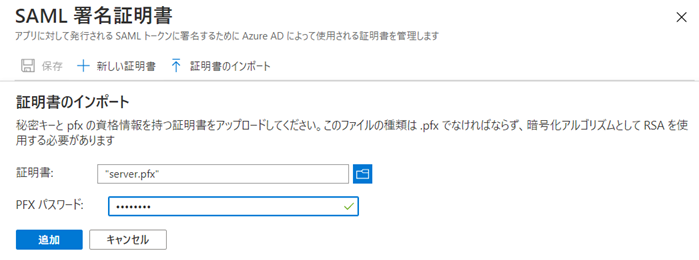 SAML 署名証明書
アプリに対して発行される SAML トークンに署名するために Azure AD によって使用される証明書を管理します
保存 新しい証明書 証明書のインポート
証明書のインポート
秘密キーと pfx の資格情報を持つ証明書をアップロードしてください。このファイルの種類は .pfx でなければならず、暗号化アルゴリズムとして RSA を使
用する必要があります
証明書: "server.pfx"
PFX パスワード: ••••••••
追加 キャンセル